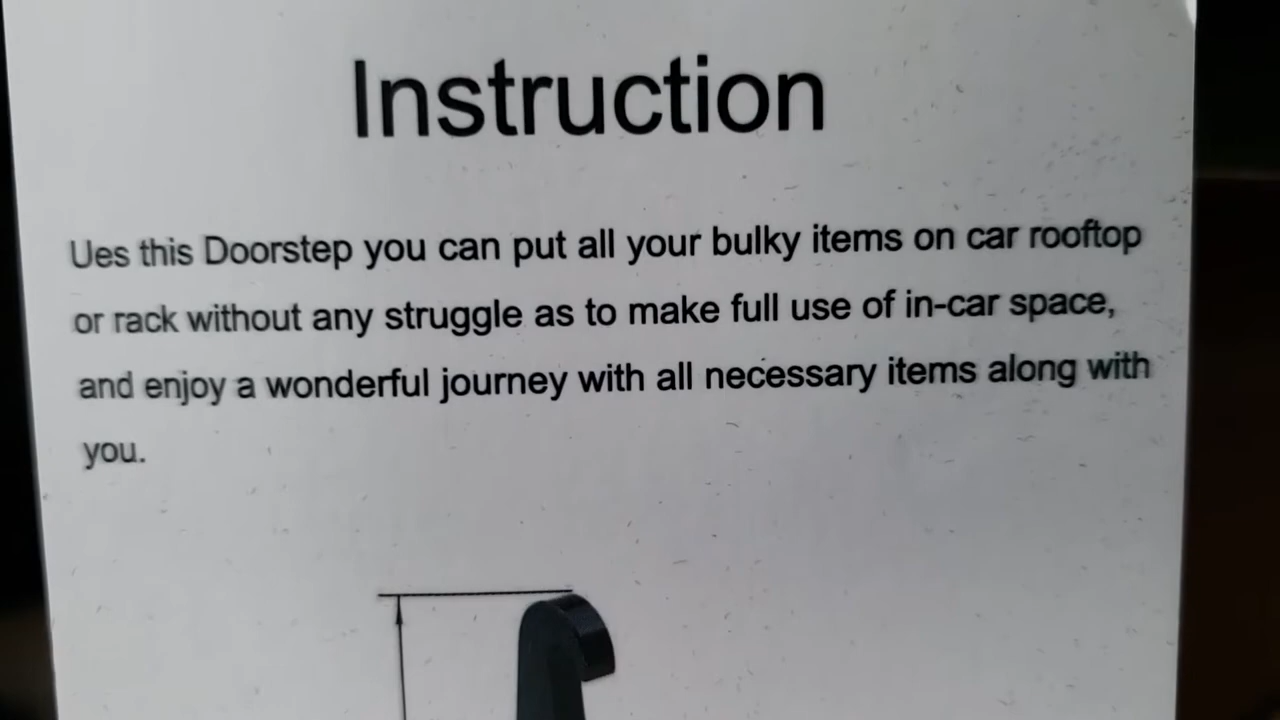 Instruction
Ues this Doorstep you can put all your bulky items on car rooftop
or rack without any struggle as to make full use of in-car space,
and enjoy a wonderful journey with all necessary items along with
you.